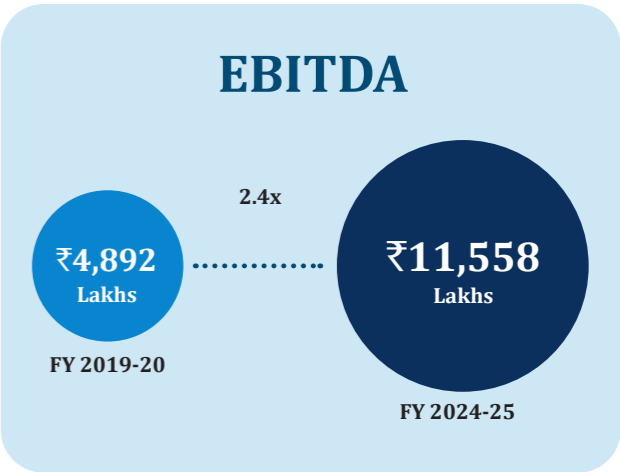 EBITDA
2.4x
₹4,892
Lakhs
₹11,558
Lakhs
FY 2019-20
FY 2024-25